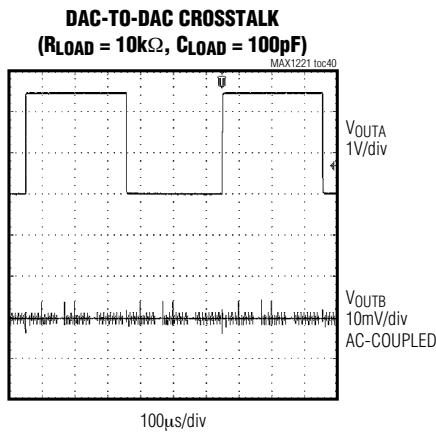 DAC-TO-DAC CROSSTALK
(RLOAD = 10kΩ, CLOAD = 100pF)
MAX1221 toc40
VOUTA
1V/div
VOUTB
10mV/div
AC-COUPLED
100µs/div